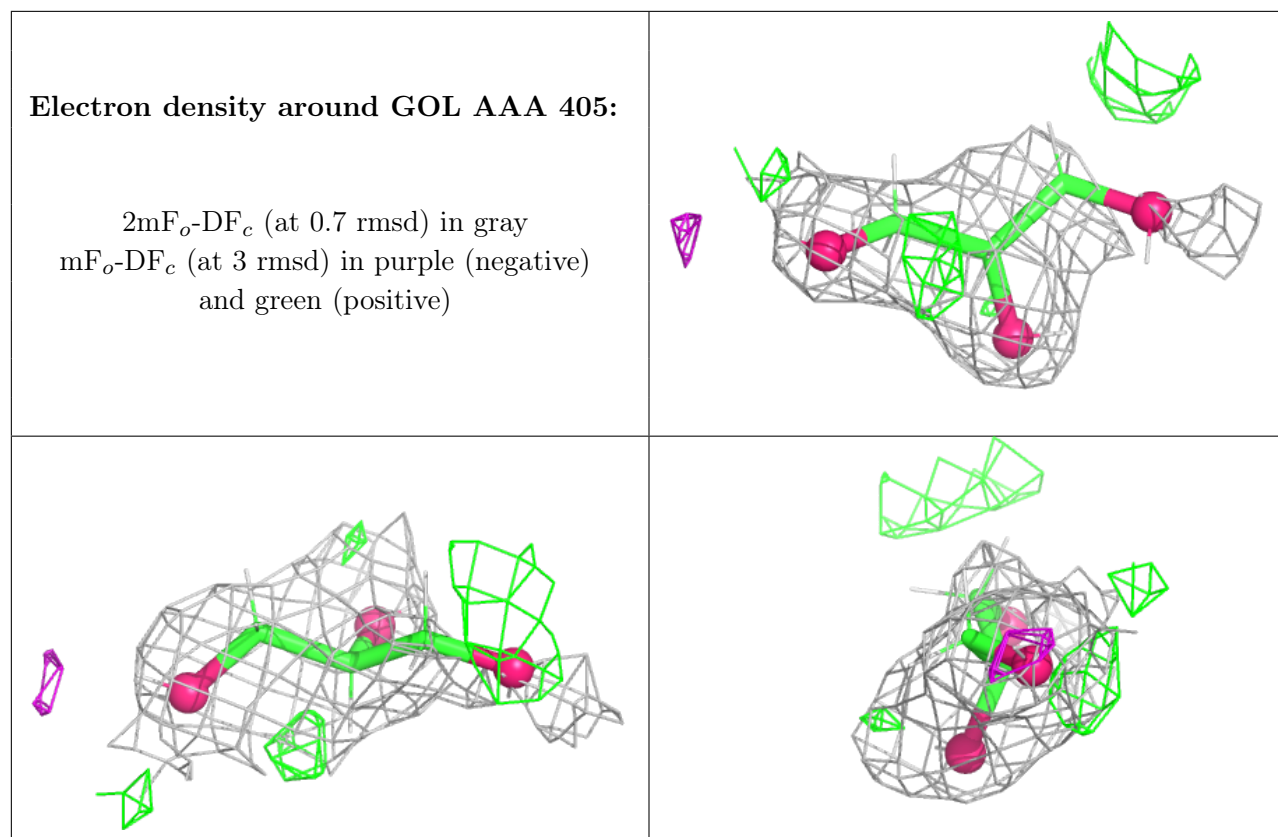 Electron density around GOL AAA 405:
2mFo-DFc (at 0.7 rmsd) in gray
mFo-DFc (at 3 rmsd) in purple (negative)
and green (positive)